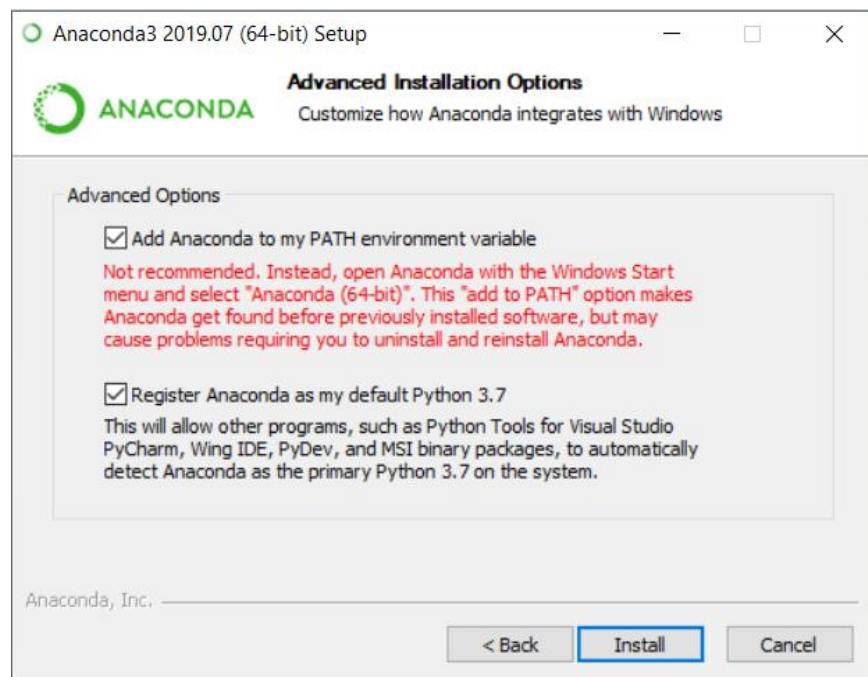 Anaconda3 2019.07 (64-bit) Setup
ANACONDA
Advanced Installation Options
Customize how Anaconda integrates with Windows
Advanced Options
Add Anaconda to my PATH environment variable
Not recommended. Instead, open Anaconda with the Windows Start
menu and select "Anaconda (64-bit)". This "add to PATH" option makes
Anaconda get found before previously installed software, but may
cause problems requiring you to uninstall and reinstall Anaconda.
Register Anaconda as my default Python 3.7
This will allow other programs, such as Python Tools for Visual Studio
PyCharm, Wing IDE, PyDev, and MSI binary packages, to automatically
detect Anaconda as the primary Python 3.7 on the system.
Anaconda, Inc.
< Back
Install
Cancel